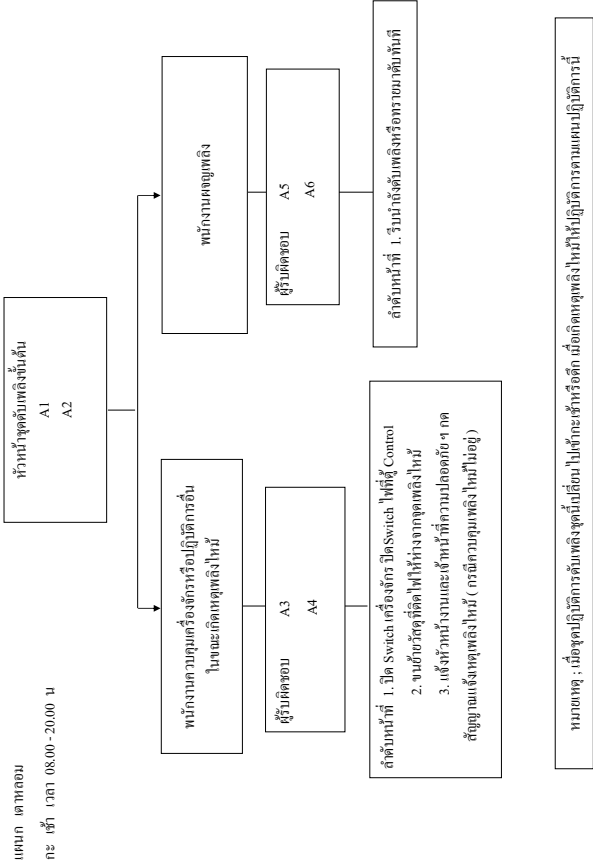 แผนก เตาหลอม
กะ เช้า เวลา 08.00 - 20.00 น
หัวหน้าชุดดับเพลิงขั้นต้น
A1
A2
พนักงานควบคุมเครื่องจักรหรือปฏิบัติการอื่น
ในขณะเกิดเหตุเพลิงไหม้
ผู้รับผิดชอบ A3
A4
ลำดับหน้าที่ 1. ปิด Switch เครื่องจักร ปิดSwitch ไฟที่ตู้ Control
2. ขนย้ายวัสดุที่ติดไฟให้ห่างจากจุดเพลิงไหม้
3. แจ้งหัวหน้างานและเจ้าหน้าที่ความปลอดภัย ฯ กด
สัญญาณแจ้งเหตุเพลิงไหม้ ( กรณีควบคุมเพลิงไหม้ไม่อยู่ )
พนักงานผจญเพลิง
ผู้รับผิดชอบ A5
A6
ลำดับหน้าที่ 1. รีบนำถังดับเพลิงหรือทรายมาดับทันที
หมายเหตุ ; เมื่อชุดปฏิบัติการดับเพลิงชุดนี้เปลี่ยนไปเข้ากะเช้าหรือดึก เมื่อเกิดเหตุเพลิงไหม้ให้ปฏิบัติการตามแผนปฏิบัติการนี้